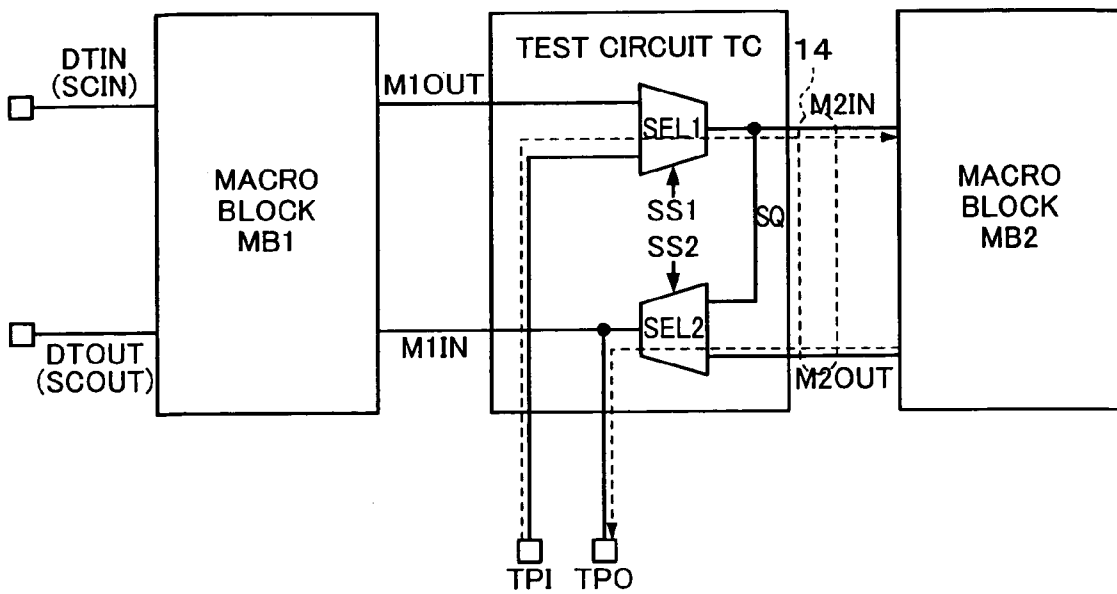 DTIN
(SCIN)
DTOUT
(SCOUT)
MACRO
BLOCK
MB1
M1OUT
M1IN
TEST CIRCUIT TC
SEL1
SS1
SS2
SEL2
SQ
14
M2IN
M2OUT
MACRO
BLOCK
MB2
TPI
TPO